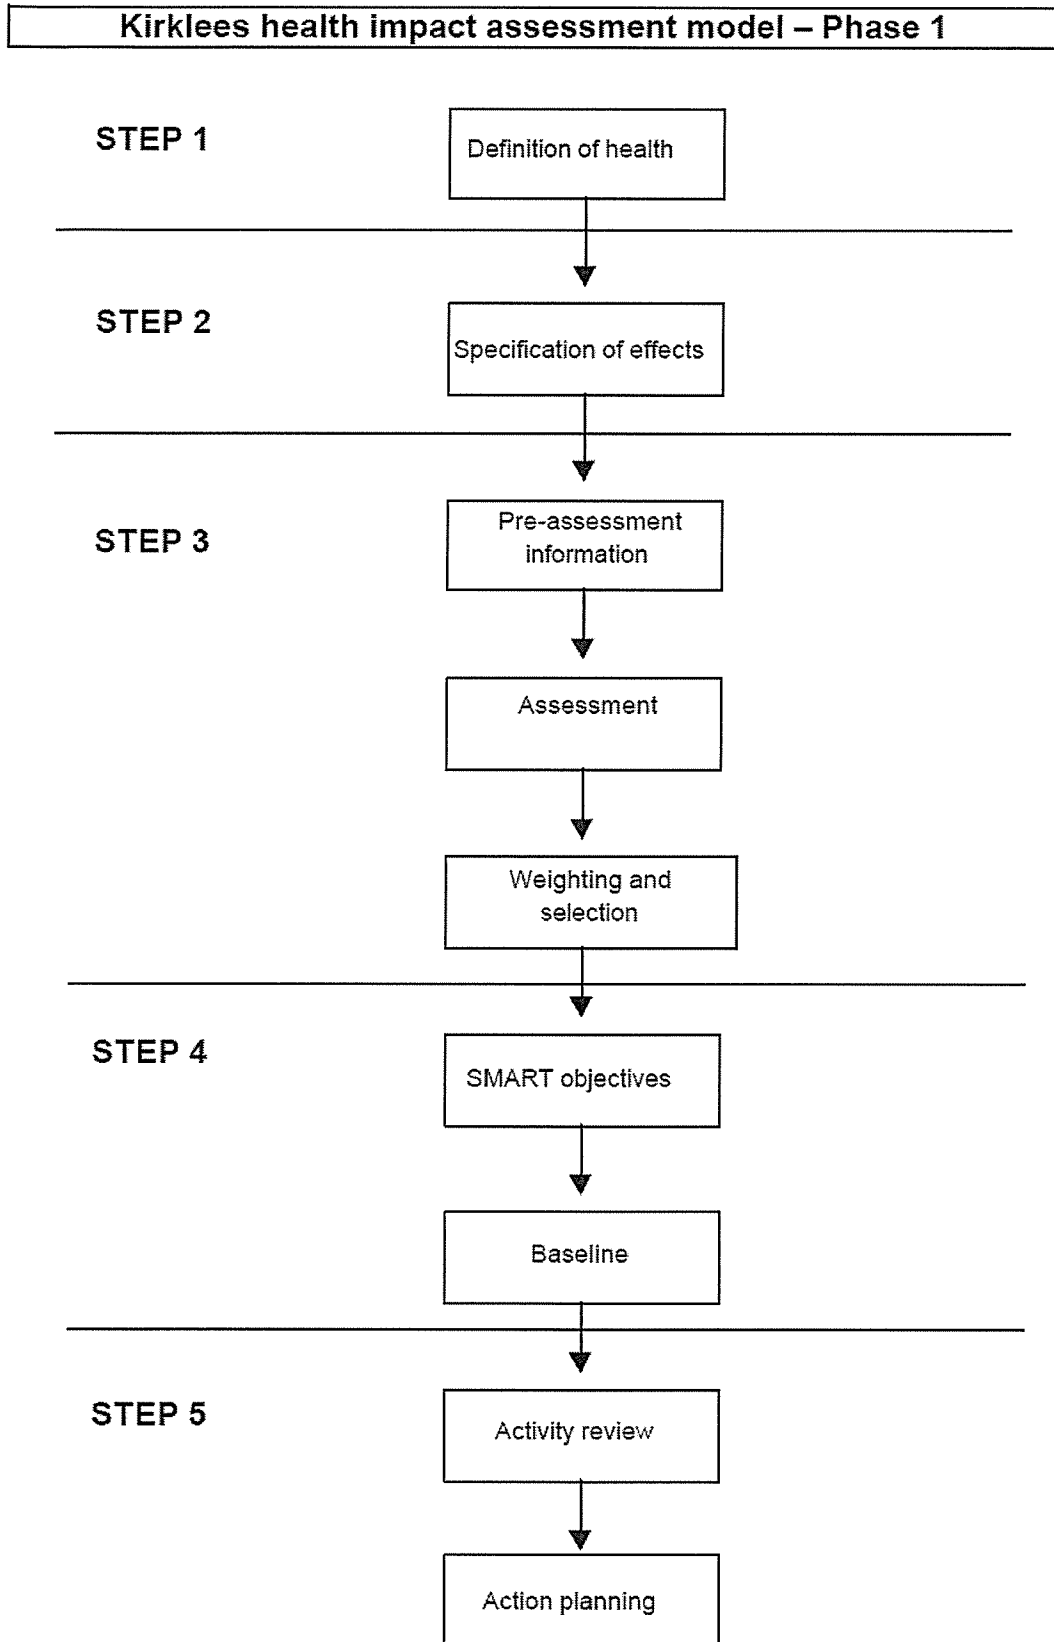 Kirklees health impact assessment model – Phase 1
STEP 1
Definition of health
STEP 2
Specification of effects
STEP 3
Pre-assessment
information
Assessment
Weighting and
selection
STEP 4
SMART objectives
Baseline
STEP 5
Activity review
Action planning